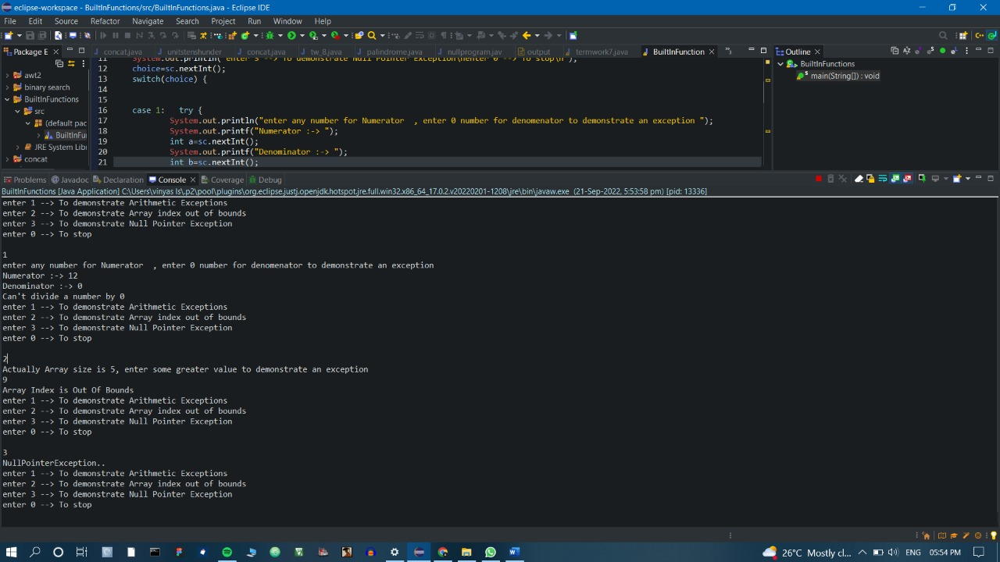 eclipse-workspace - BuiltInFunctions/src/BuiltInFunctions.java - Eclipse IDE
File Edit Source Refactor Navigate Search Project Run Window Help
Package E
concat.java unitstenshunder concat.java tw_8.java palindrome.java nullprogram.jav output termwork7.java BuiltInFunction
Outline
awt2
binary search
BuiltInFunctions
src
(default pac
BuiltInFu
JRE System Libr
concat
11 System.out.println("enter 3 --> To demonstrate Null Pointer Exception\nenter 0 --> To stop\n");
12 choice=sc.nextInt();
13 switch(choice) {
14
15
16 case 1: try {
17 System.out.println("enter any number for Numerator , enter 0 number for denomenator to demonstrate an exception ");
18 System.out.printf("Numerator :-> ");
19 int a=sc.nextInt();
20 System.out.printf("Denominator :-> ");
21 int b=sc.nextInt();
BuiltInFunctions
main(String[]) : void
Problems Javadoc Declaration Console Coverage Debug
BuiltInFunctions [Java Application] C:\Users\vinyas ls\.p2\pool\plugins\org.eclipse.justj.openjdk.hotspot.jre.full.win32.x86_64_17.0.2.v20220201-1208\jre\bin\javaw.exe (21-Sep-2022, 5:53:58 pm) [pid: 13336]
enter 1 --> To demonstrate Arithmetic Exceptions
enter 2 --> To demonstrate Array index out of bounds
enter 3 --> To demonstrate Null Pointer Exception
enter 0 --> To stop
1
enter any number for Numerator , enter 0 number for denomenator to demonstrate an exception
Numerator :-> 12
Denominator :-> 0
Can't divide a number by 0
enter 1 --> To demonstrate Arithmetic Exceptions
enter 2 --> To demonstrate Array index out of bounds
enter 3 --> To demonstrate Null Pointer Exception
enter 0 --> To stop
2
Actually Array size is 5, enter some greater value to demonstrate an exception
9
Array Index is Out Of Bounds
enter 1 --> To demonstrate Arithmetic Exceptions
enter 2 --> To demonstrate Array index out of bounds
enter 3 --> To demonstrate Null Pointer Exception
enter 0 --> To stop
3
NullPointerException..
enter 1 --> To demonstrate Arithmetic Exceptions
enter 2 --> To demonstrate Array index out of bounds
enter 3 --> To demonstrate Null Pointer Exception
enter 0 --> To stop
26°C Mostly cl... ENG 05:54 PM